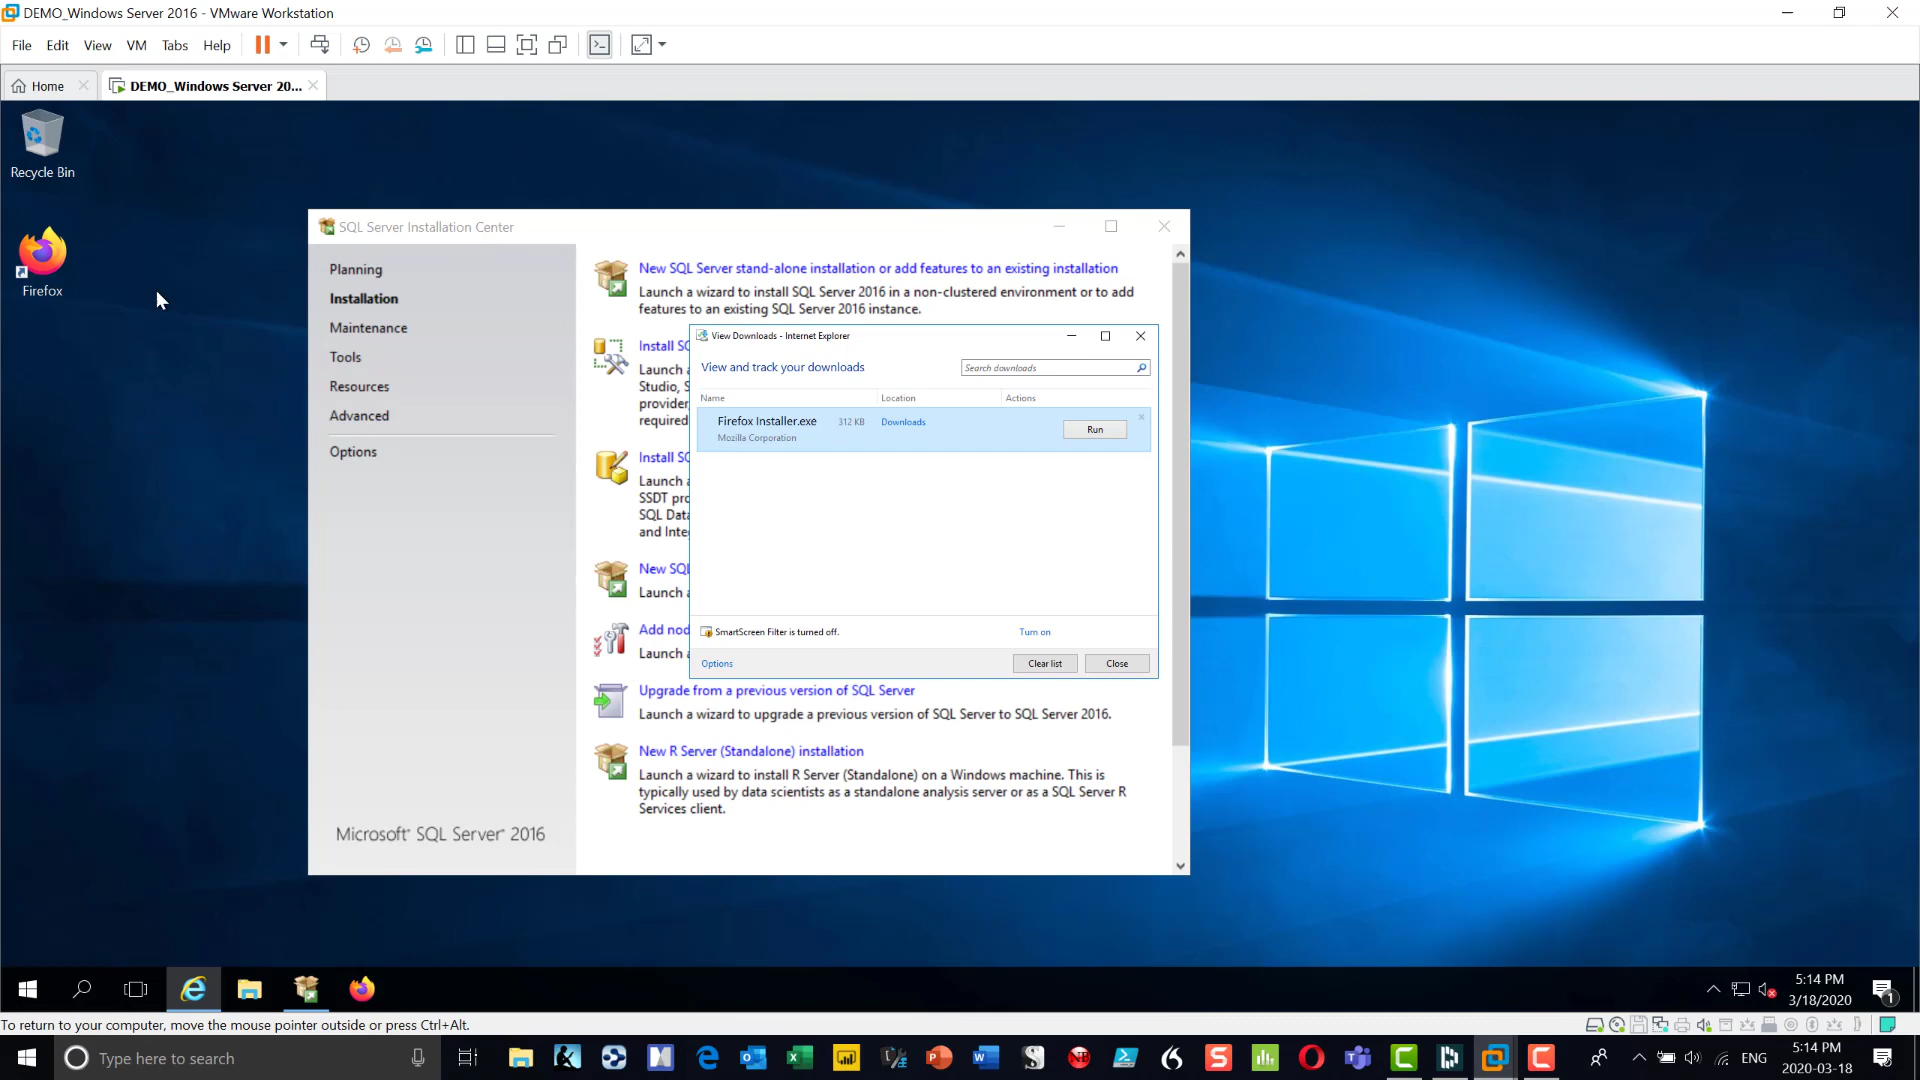 DEMO_Windows Server 2016 - VMware Workstation
File Edit View VM Tabs Help
Home
DEMO_Windows Server 20...
Recycle Bin
Firefox
SQL Server Installation Center
Planning
Installation
Maintenance
Tools
Resources
Advanced
Options
Microsoft® SQL Server® 2016
New SQL Server stand-alone installation or add features to an existing installation
Launch a wizard to install SQL Server 2016 in a non-clustered environment or to add
features to an existing SQL Server 2016 instance.
Install SQ
Launch a
Studio, S
provider,
required
Install SQ
Launch a
SSDT pro
SQL Data
and Inte
New SQL
Launch a
Add nod
Launch a
Upgrade from a previous version of SQL Server
Launch a wizard to upgrade a previous version of SQL Server to SQL Server 2016.
New R Server (Standalone) installation
Launch a wizard to install R Server (Standalone) on a Windows machine. This is
typically used by data scientists as a standalone analysis server or as a SQL Server R
Services client.
View Downloads - Internet Explorer
View and track your downloads
Search downloads
Name Location Actions
Firefox Installer.exe 312 KB Downloads
Mozilla Corporation
Run
SmartScreen Filter is turned off. Turn on
Options Clear list Close
5:14 PM
3/18/2020
1
To return to your computer, move the mouse pointer outside or press Ctrl+Alt.
Type here to search
ENG
5:14 PM
2020-03-18